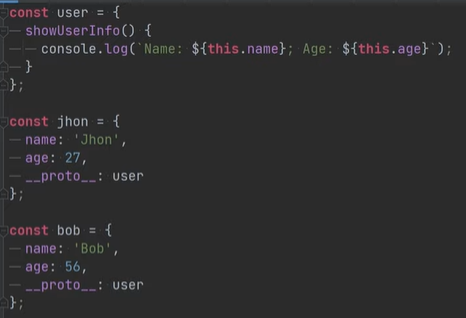 const user = {
showUserInfo() {
console.log(`Name: ${this.name}; Age: ${this.age}`);
}
};
const jhon = {
name: 'Jhon',
age: 27,
__proto__: user
};
const bob = {
name: 'Bob',
age: 56,
__proto__: user
};